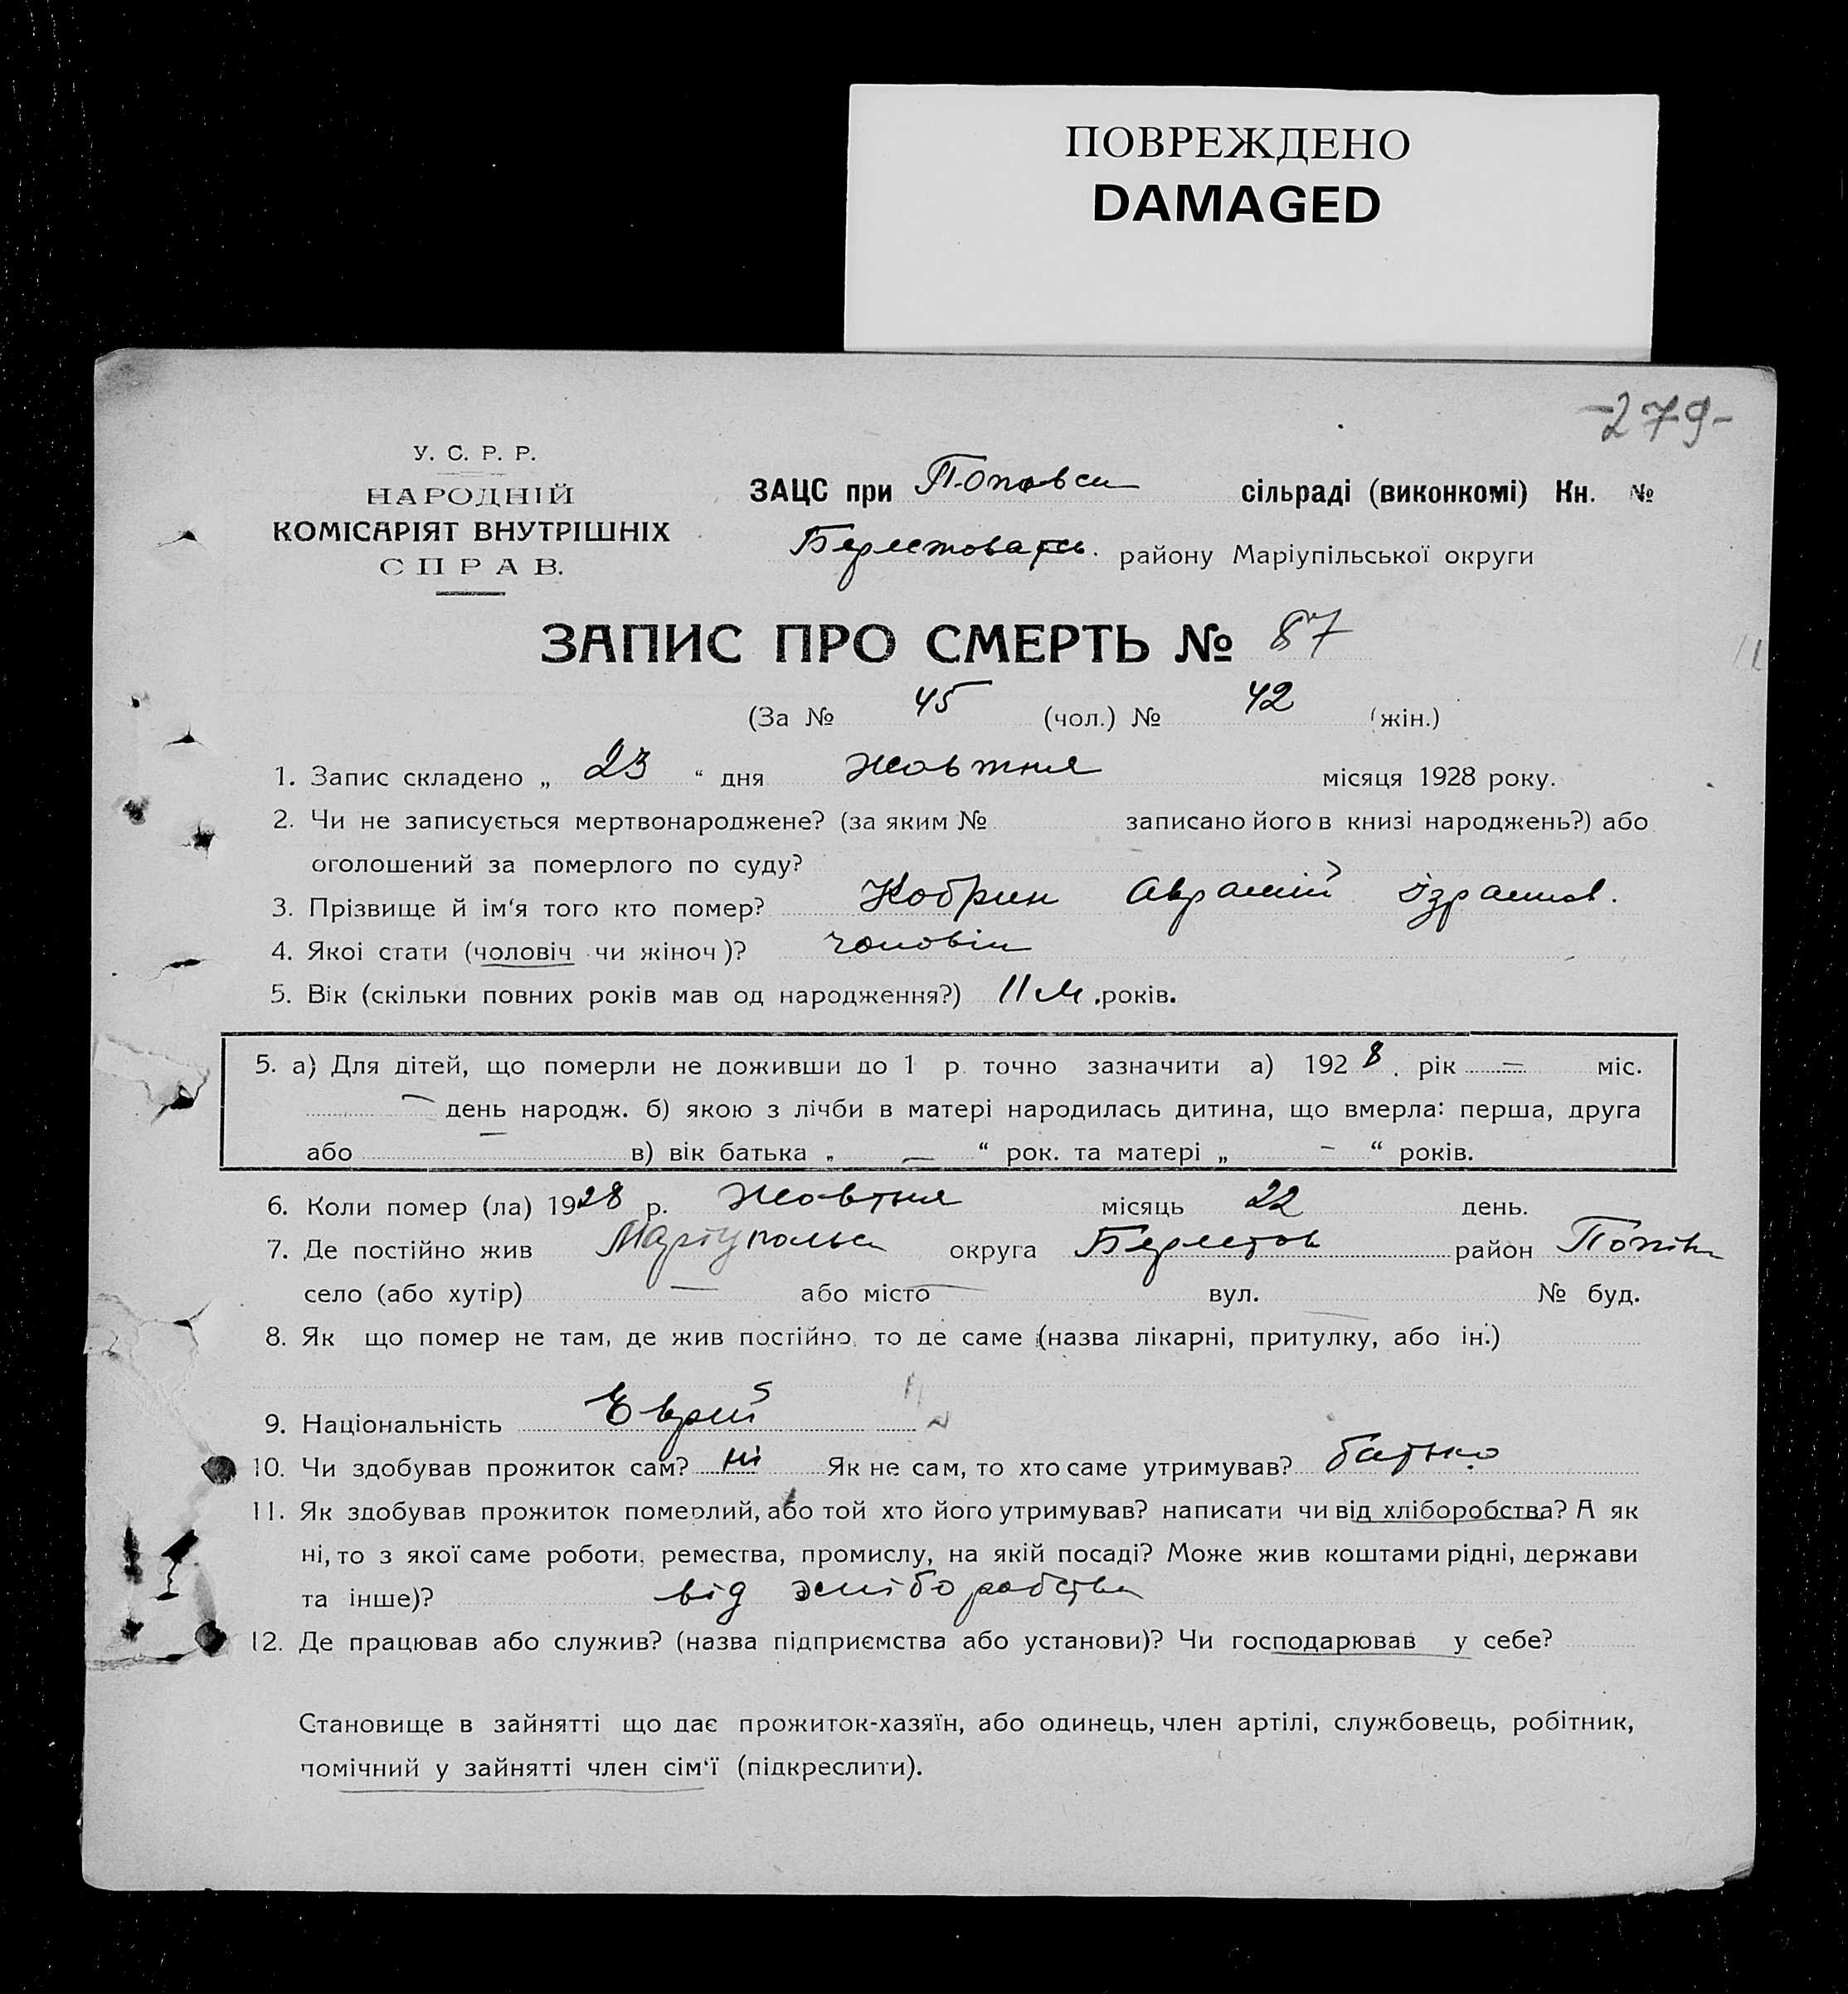 ПОВРЕЖДЕНО
DAMAGED
-279-
У. С. Р. Р.
НАРОДНІЙ
КОМІСАРІЯТ ВНУТРІШНІХ
СПРАВ.
ЗАЦС при Поповск сільраді (виконкомі) Кн. №
Берестоватсь. району Маріупільської округи
ЗАПИС ПРО СМЕРТЬ № 87
(За № 45 (чол.) № 42 (жін.)
1. Запис складено „ 23 “ дня жовтня місяця 1928 року.
2. Чи не записується мертвонароджене? (за яким № записано його в книзі народжень?) або
оголошений за померлого по суду?
3. Прізвище й ім‘я того кто помер? Кобрин Аврамій Ізраилов.
4. Якоі стати (чоловіч чи жіноч)? чоловік
5. Вік (скільки повних років мав од народження?) 11 м. років.
5. а) Для дітей, що померли не доживши до 1 р. точно зазначити а) 1928. рік — міс.
— день народж. б) якою з лічби в матері народилась дитина, що вмерла: перша, друга
або — в) вік батька „ — “ рок. та матері „ - “ років.
6. Коли помер (ла) 1928 р. Жовтня місяць 22 день.
7. Де постійно жив Маріупольск округа Берестов район Попівк
село (або хутір) — або місто — вул. № буд.
8. Як що помер не там, де жив постійно, то де саме (назва лікарні, притулку, або ін.)
9. Національність Єврей
10. Чи здобував прожиток сам? ні Як не сам, то хто саме утримував? батько
11. Як здобував прожиток померлий, або той хто його утримував? написати чи від хліборобства? А як
ні, то з якої саме роботи, ремества, промислу, на якій посаді? Може жив коштами рідні, держави
та інше)? від хліборобства
12. Де працював або служив? (назва підприємства або установи)? Чи господарював у себе?
Становище в зайнятті що дає прожиток-хазяїн, або одинець, член артілі, службовець, робітник,
помічний у зайнятті член сім‘ї (підкреслити).